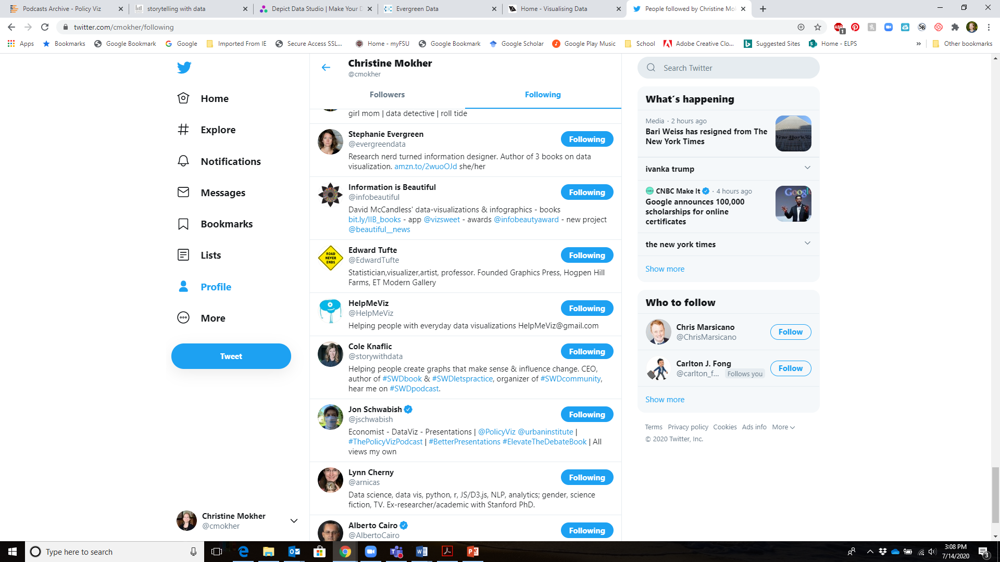 Podcasts Archive - Policy Viz
storytelling with data
Depict Data Studio | Make Your D
Evergreen Data
Home - Visualising Data
People followed by Christine Mo
twitter.com/cmokher/following
ABP
1
SB
Apps
Bookmarks
Google Bookmark
Google
Imported From IE
Secure Access SSL...
Home - myFSU
Google Bookmark
Google Scholar
Google Play Music
School
Adobe Creative Clo...
Suggested Sites
Home - ELPS
»
Other bookmarks
Home
Explore
Notifications
Messages
Bookmarks
Lists
Profile
More
Tweet
Christine Mokher
@cmokher
Christine Mokher
@cmokher
Followers
Following
girl mom | data detective | roll tide
Stephanie Evergreen
@evergreendata
Following
Research nerd turned information designer. Author of 3 books on data
visualization. amzn.to/2wuoOJd she/her
Information is Beautiful
@infobeautiful
Following
David McCandless' data-visualizations & infographics - books
bit.ly/IIB_books - app @vizsweet - awards @infobeautyaward - new project
@beautiful__news
ROAD
NEVER
ENDS
Edward Tufte
@EdwardTufte
Following
Statistician,visualizer,artist, professor. Founded Graphics Press, Hogpen Hill
Farms, ET Modern Gallery
HelpMeViz
@HelpMeViz
Following
Helping people with everyday data visualizations HelpMeViz@gmail.com
Cole Knaflic
@storywithdata
Following
Helping people create graphs that make sense & influence change. CEO,
author of #SWDbook & #SWDletspractice, organizer of #SWDcommunity,
hear me on #SWDpodcast.
Jon Schwabish
@jschwabish
Following
Economist - DataViz - Presentations | @PolicyViz @urbaninstitute |
#ThePolicyVizPodcast | #BetterPresentations #ElevateTheDebateBook | All
views my own
Lynn Cherny
@arnicas
Following
Data science, data vis, python, r, JS/D3.js, NLP, analytics; gender, science
fiction, TV. Ex-researcher/academic with Stanford PhD.
Alberto Cairo
@AlbertoCairo
Following
Search Twitter
What´s happening
Media · 2 hours ago
Bari Weiss has resigned from The
New York Times
ivanka trump
CNBC Make It · 4 hours ago
Google announces 100,000
scholarships for online
certificates
Google
the new york times
Show more
Who to follow
Chris Marsicano
@ChrisMarsicano
Follow
Carlton J. Fong
@carlton_f... Follows you
Follow
Show more
Terms Privacy policy Cookies Ads info More
© 2020 Twitter, Inc.
Type here to search
3:08 PM
7/14/2020
3